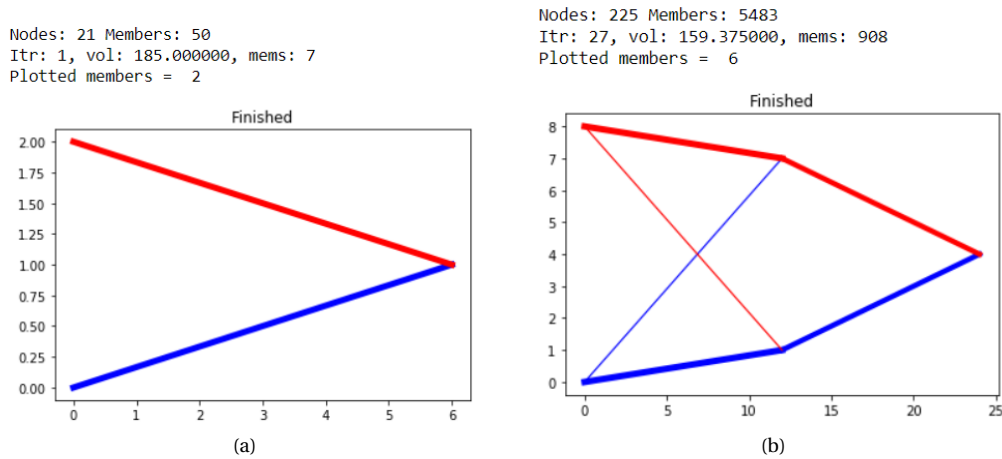 Nodes: 21 Members: 50
Itr: 1, vol: 185.000000, mems: 7
Plotted members =  2
Finished
2.00
1.75
1.50
1.25
1.00
0.75
0.50
0.25
0.00
0 1 2 3 4 5 6
(a)
Nodes: 225 Members: 5483
Itr: 27, vol: 159.375000, mems: 908
Plotted members =  6
Finished
8
7
6
5
4
3
2
1
0
0 5 10 15 20 25
(b)